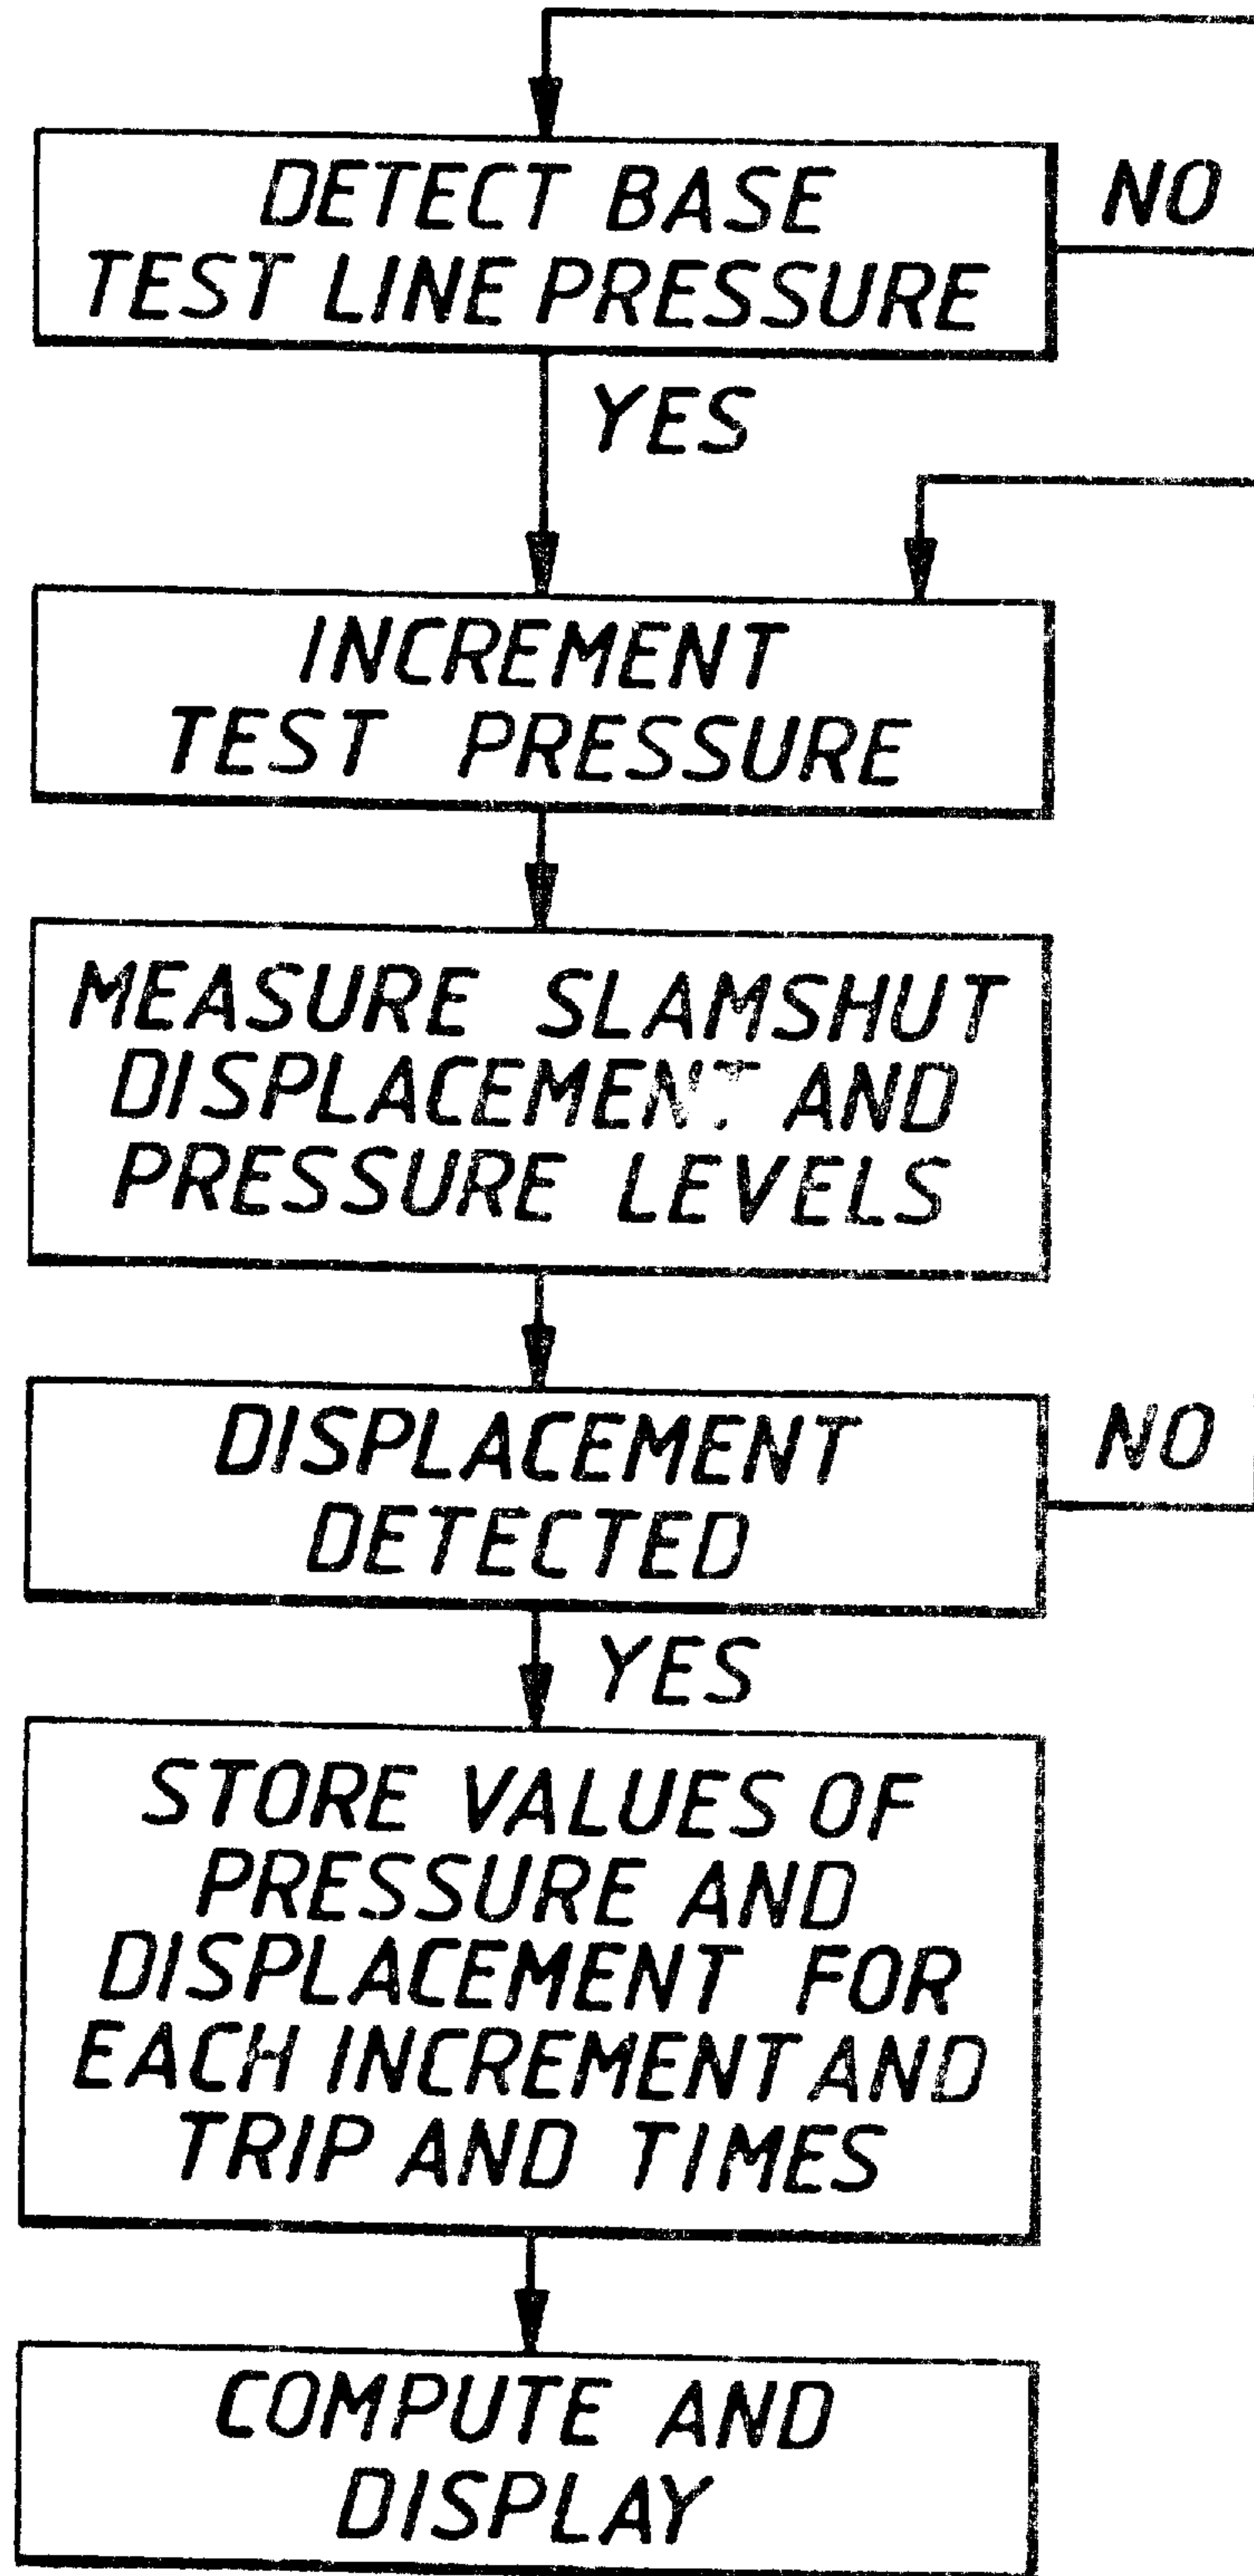 DETECT BASE
TEST LINE PRESSURE
NO
YES
INCREMENT
TEST PRESSURE
MEASURE SLAMSHUT
DISPLACEMENT AND
PRESSURE LEVELS
DISPLACEMENT
DETECTED
NO
YES
STORE VALUES OF
PRESSURE AND
DISPLACEMENT FOR
EACH INCREMENT AND
TRIP AND TIMES
COMPUTE AND
DISPLAY